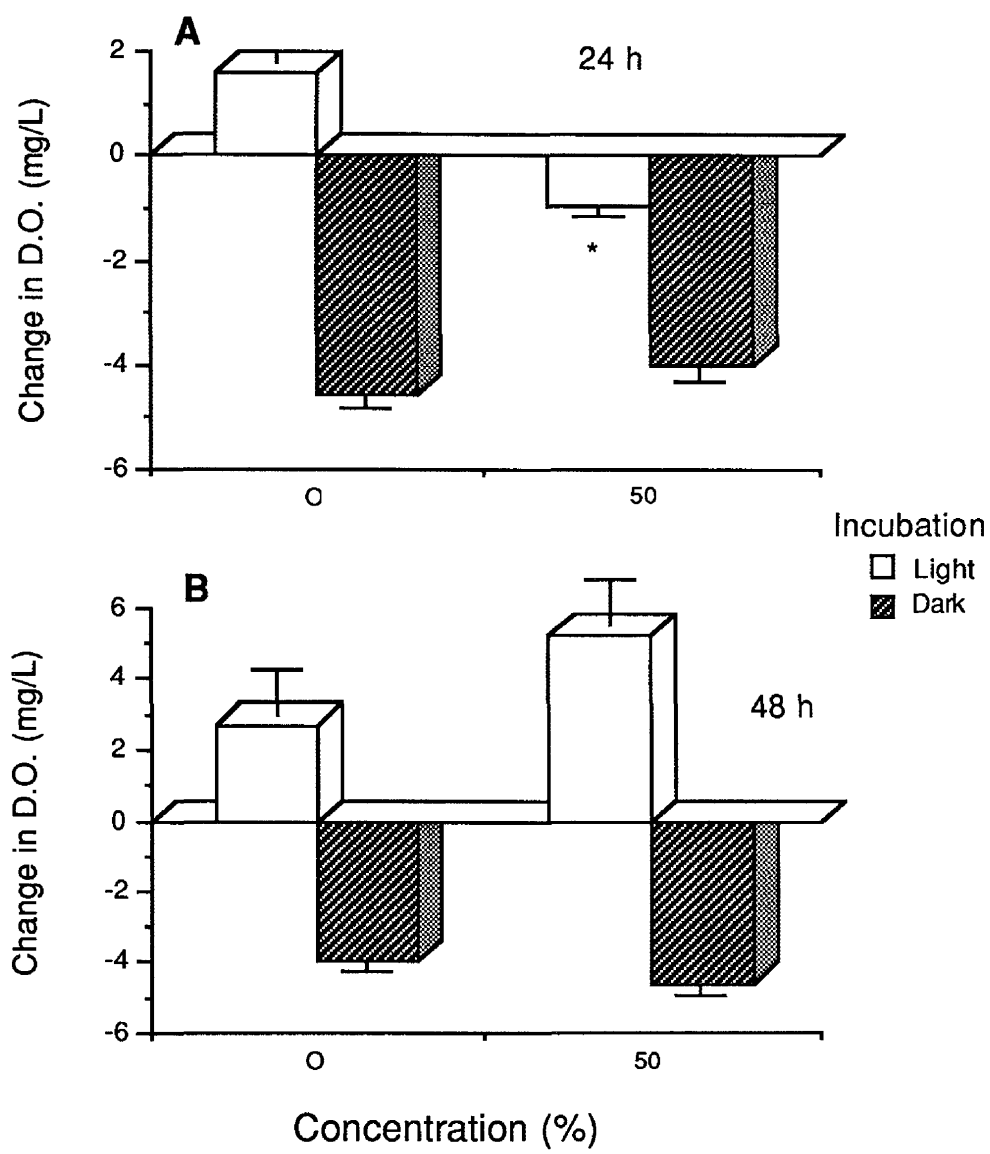 A
24 h
Change in D.O. (mg/L)
2
0
-2
-4
-6
O
50
Incubation
Light
Dark
B
48 h
Change in D.O. (mg/L)
6
4
2
0
-2
-4
-6
*
O
50
Concentration (%)